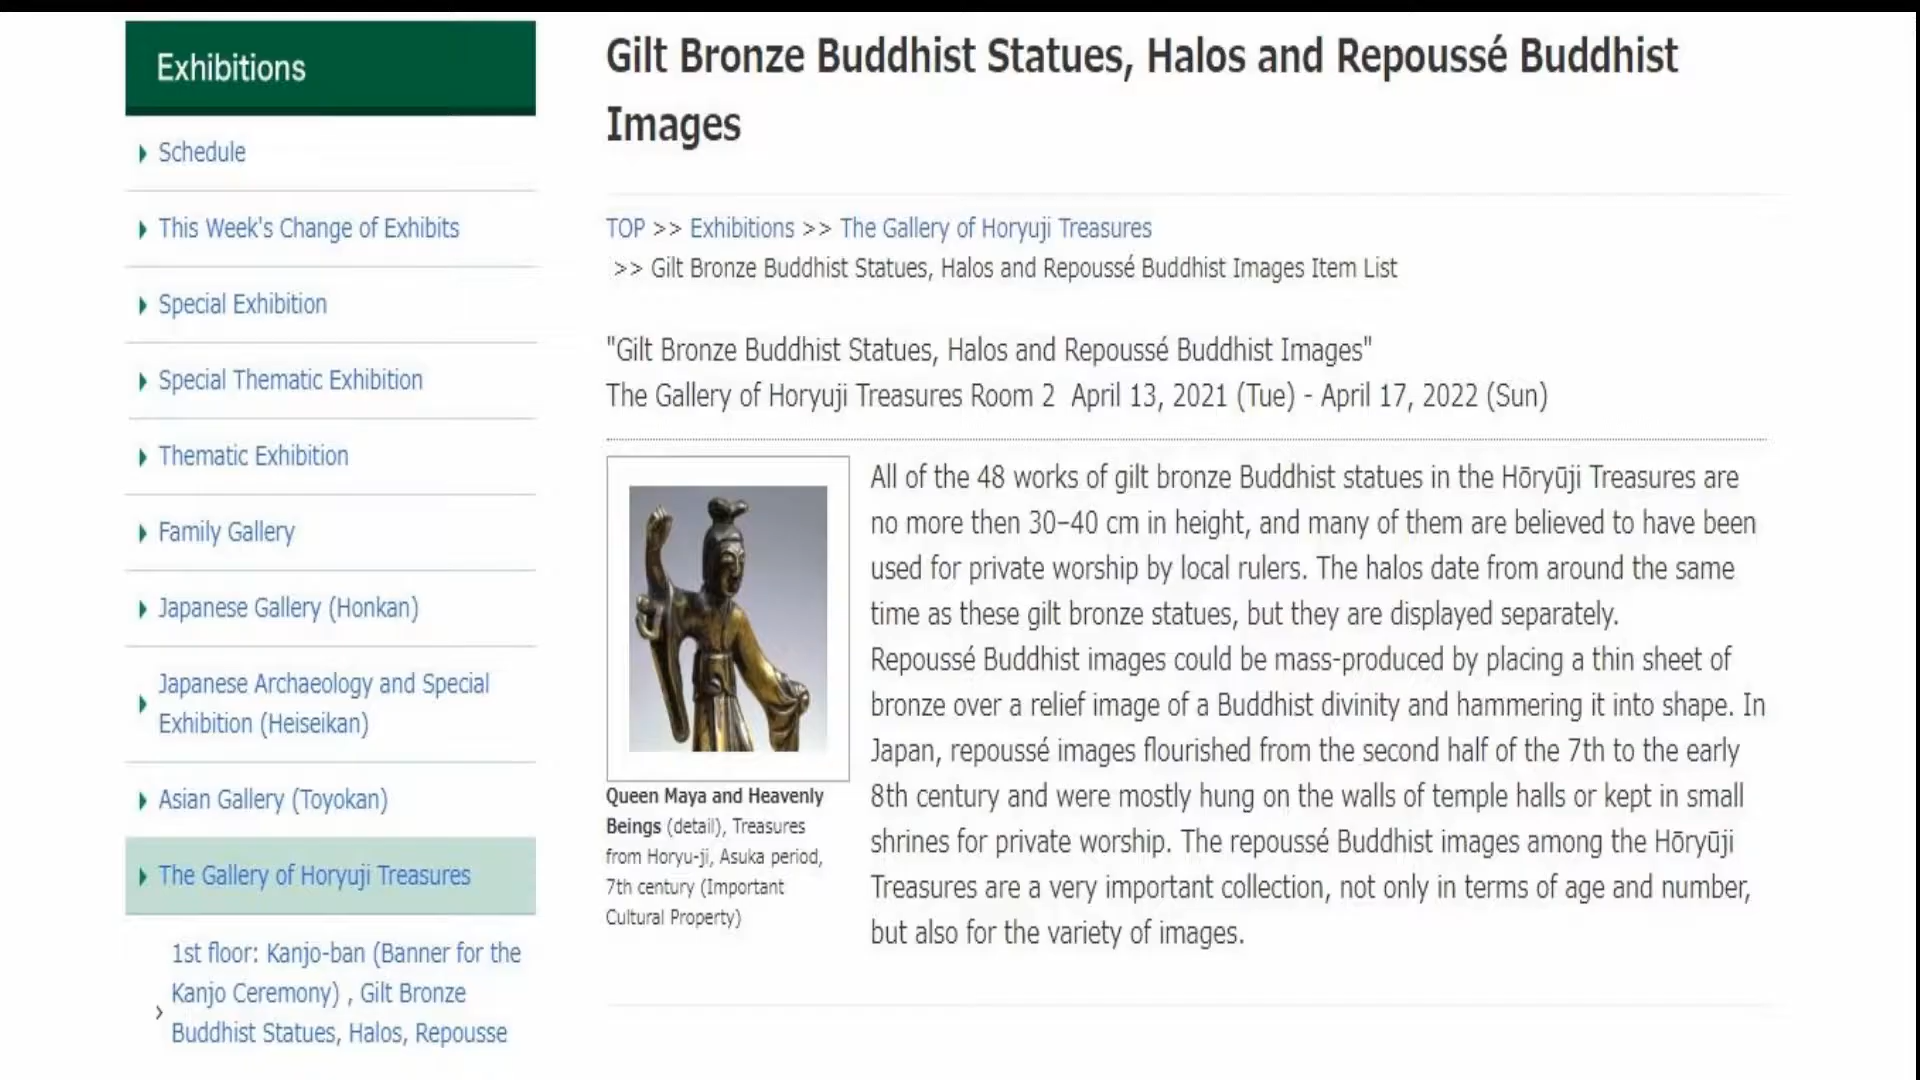 Exhibitions
Schedule
This Week's Change of Exhibits
Special Exhibition
Special Thematic Exhibition
Thematic Exhibition
Family Gallery
Japanese Gallery (Honkan)
Japanese Archaeology and Special
Exhibition (Heiseikan)
Asian Gallery (Toyokan)
The Gallery of Horyuji Treasures
1st floor: Kanjo-ban (Banner for the
Kanjo Ceremony) , Gilt Bronze
Buddhist Statues, Halos, Repousse
Gilt Bronze Buddhist Statues, Halos and Repoussé Buddhist
Images
TOP >> Exhibitions >> The Gallery of Horyuji Treasures
>> Gilt Bronze Buddhist Statues, Halos and Repoussé Buddhist Images Item List
"Gilt Bronze Buddhist Statues, Halos and Repoussé Buddhist Images"
The Gallery of Horyuji Treasures Room 2  April 13, 2021 (Tue) - April 17, 2022 (Sun)
Queen Maya and Heavenly
Beings (detail), Treasures
from Horyu-ji, Asuka period,
7th century (Important
Cultural Property)
All of the 48 works of gilt bronze Buddhist statues in the Hōryūji Treasures are
no more then 30–40 cm in height, and many of them are believed to have been
used for private worship by local rulers. The halos date from around the same
time as these gilt bronze statues, but they are displayed separately.
Repoussé Buddhist images could be mass-produced by placing a thin sheet of
bronze over a relief image of a Buddhist divinity and hammering it into shape. In
Japan, repoussé images flourished from the second half of the 7th to the early
8th century and were mostly hung on the walls of temple halls or kept in small
shrines for private worship. The repoussé Buddhist images among the Hōryūji
Treasures are a very important collection, not only in terms of age and number,
but also for the variety of images.